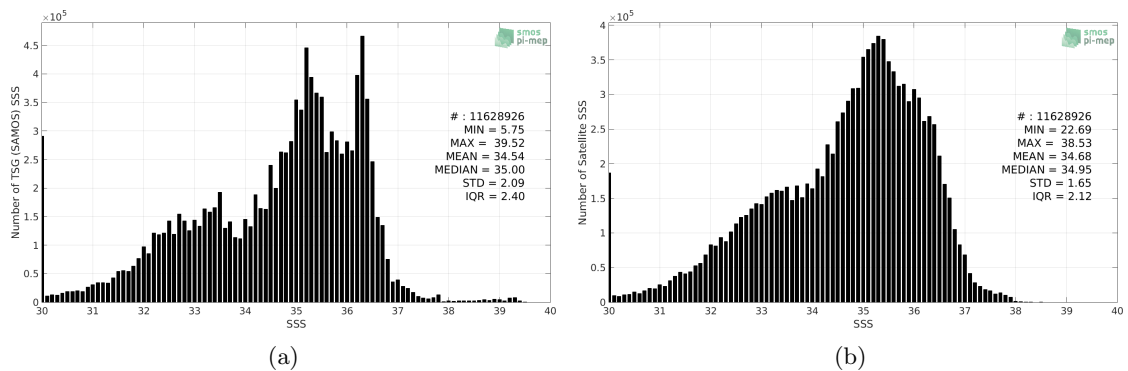 ×10⁵
smos
pi-mep
4.5
4
3.5
3
2.5
2
1.5
1
0.5
0
Number of TSG (SAMOS) SSS
# : 11628926
MIN = 5.75
MAX = 39.52
MEAN = 34.54
MEDIAN = 35.00
STD = 2.09
IQR = 2.40
30 31 32 33 34 35 36 37 38 39 40
SSS
(a)
×10⁵
smos
pi-mep
4
3.5
3
2.5
2
1.5
1
0.5
0
Number of Satellite SSS
# : 11628926
MIN = 22.69
MAX = 38.53
MEAN = 34.68
MEDIAN = 34.95
STD = 1.65
IQR = 2.12
30 31 32 33 34 35 36 37 38 39 40
SSS
(b)